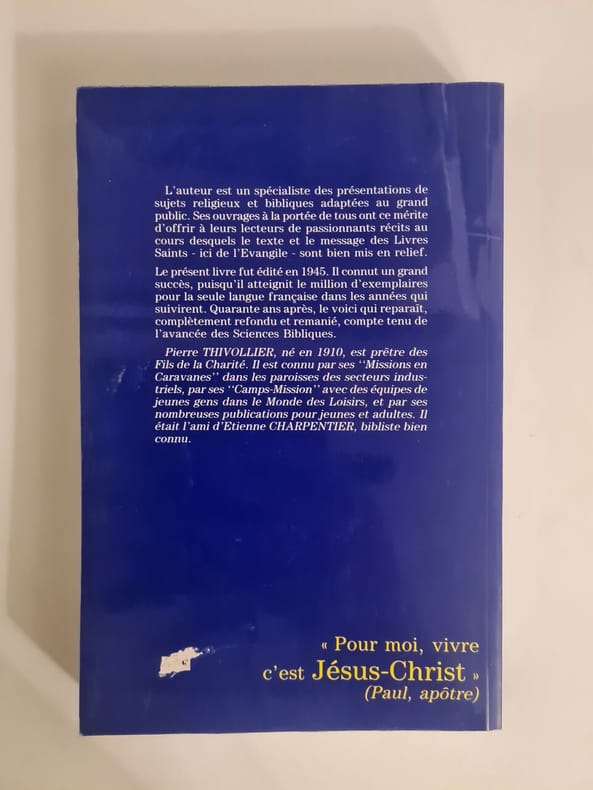 L'auteur est un spécialiste des présentations de
sujets religieux et bibliques adaptées au grand
public. Ses ouvrages à la portée de tous ont ce mérite
d'offrir à leurs lecteurs de passionnants récits au
cours desquels le texte et le message des Livres
Saints - ici de l'Evangile - sont bien mis en relief.
Le présent livre fut édité en 1945. Il connut un grand
succès, puisqu'il atteignit le million d'exemplaires
pour la seule langue française dans les années qui
suivirent. Quarante ans après, le voici qui reparaît,
complètement refondu et remanié, compte tenu de
l'avancée des Sciences Bibliques.
Pierre THIVOLLIER, né en 1910, est prêtre des
Fils de la Charité. Il est connu par ses ‘‘Missions en
Caravanes’’ dans les paroisses des secteurs indus-
triels, par ses ‘‘Camps-Mission’’ avec des équipes de
jeunes gens dans le Monde des Loisirs, et par ses
nombreuses publications pour jeunes et adultes. Il
était l'ami d'Etienne CHARPENTIER, bibliste bien
connu.
« Pour moi, vivre
c'est Jésus-Christ »
(Paul, apôtre)